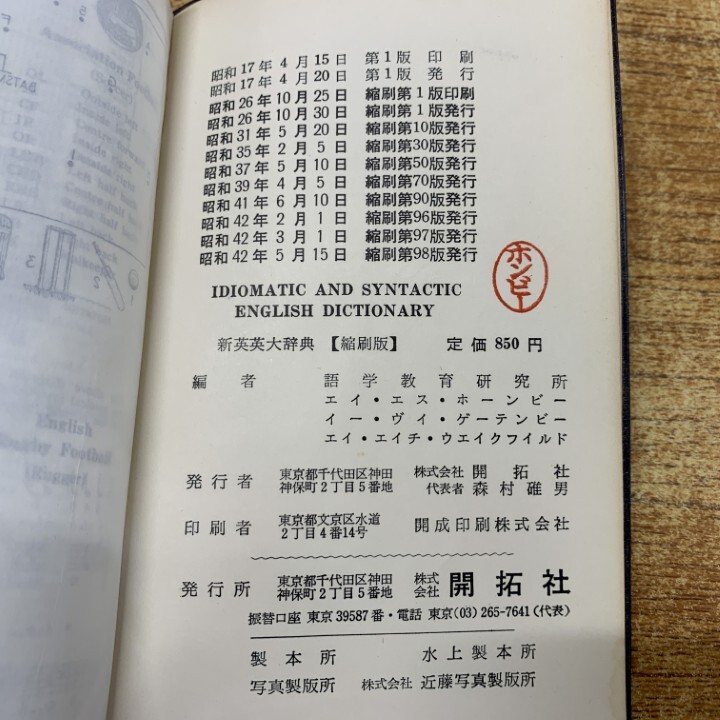 昭和17年 4月15日 第1版 印刷
昭和17年 4月20日 第1版 発行
昭和26年10月25日 縮刷第1版印刷
昭和26年10月30日 縮刷第1版発行
昭和31年 5月20日 縮刷第10版発行
昭和35年 2月 5日 縮刷第30版発行
昭和37年 5月10日 縮刷第50版発行
昭和39年 4月 5日 縮刷第70版発行
昭和41年 6月10日 縮刷第90版発行
昭和42年 2月 1日 縮刷第96版発行
昭和42年 3月 1日 縮刷第97版発行
昭和42年 5月15日 縮刷第98版発行
ホンビー
IDIOMATIC AND SYNTACTIC
ENGLISH DICTIONARY
新英英大辞典 【縮刷版】 定価 850円
編者 語学教育研究所
エイ・エス・ホーンビー
イー・ヴイ・ゲーテンビー
エイ・エイチ・ウエイクフイルド
発行者 東京都千代田区神田神保町2丁目5番地 株式会社 開拓社 代表者 森村碓男
印刷者 東京都文京区水道2丁目4番14号 開成印刷株式会社
発行所 東京都千代田区神田神保町2丁目5番地 株式会社 開拓社
振替口座 東京39587番・電話 東京(03)265-7641(代表)
製本所 水上製本所
写真製版所 株式会社 近藤写真製版所
English
Rugby Football
(Rugger)